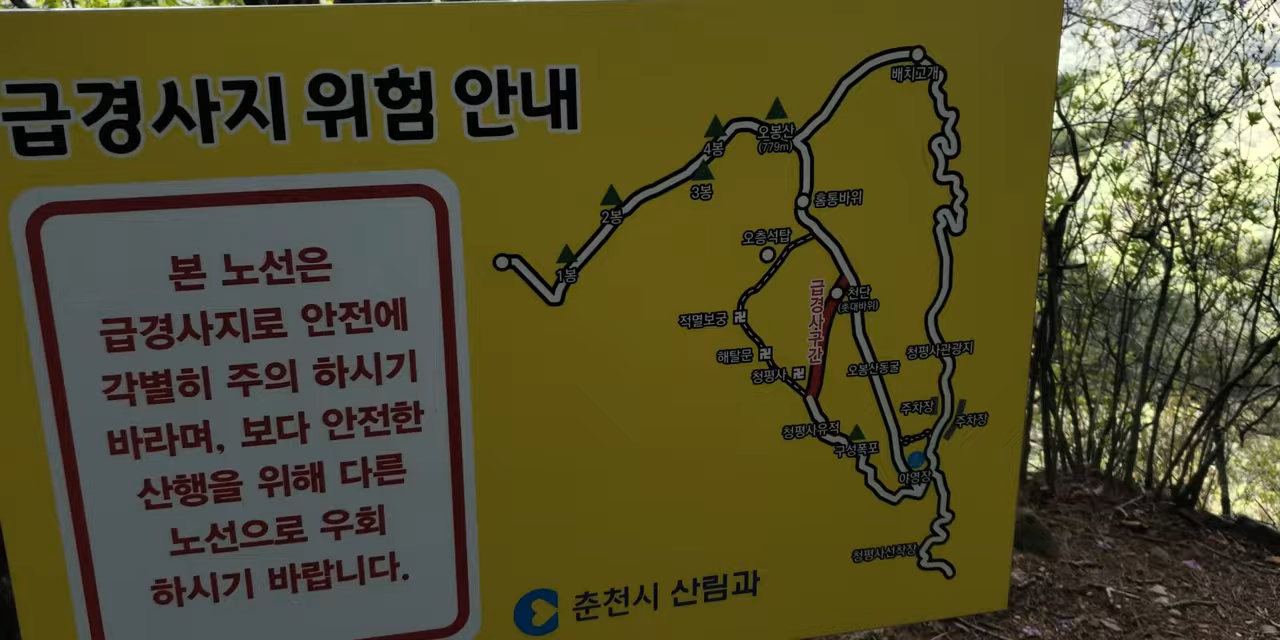 급경사지 위험 안내
본 노선은
급경사지로 안전에
각별히 주의 하시기
바라며, 보다 안전한
산행을 위해 다른
노선으로 우회
하시기 바랍니다.
배치고개
오봉산
(779m)
4봉
3봉
2봉
1봉
홈통바위
오층석탑
천단
(촛대바위)
급경사구간
적멸보궁
해탈문
청평사
오봉산동굴
청평사관광지
주차장
주차장
청평사유적
구성폭포
야영장
청평사선착장
춘천시 산림과